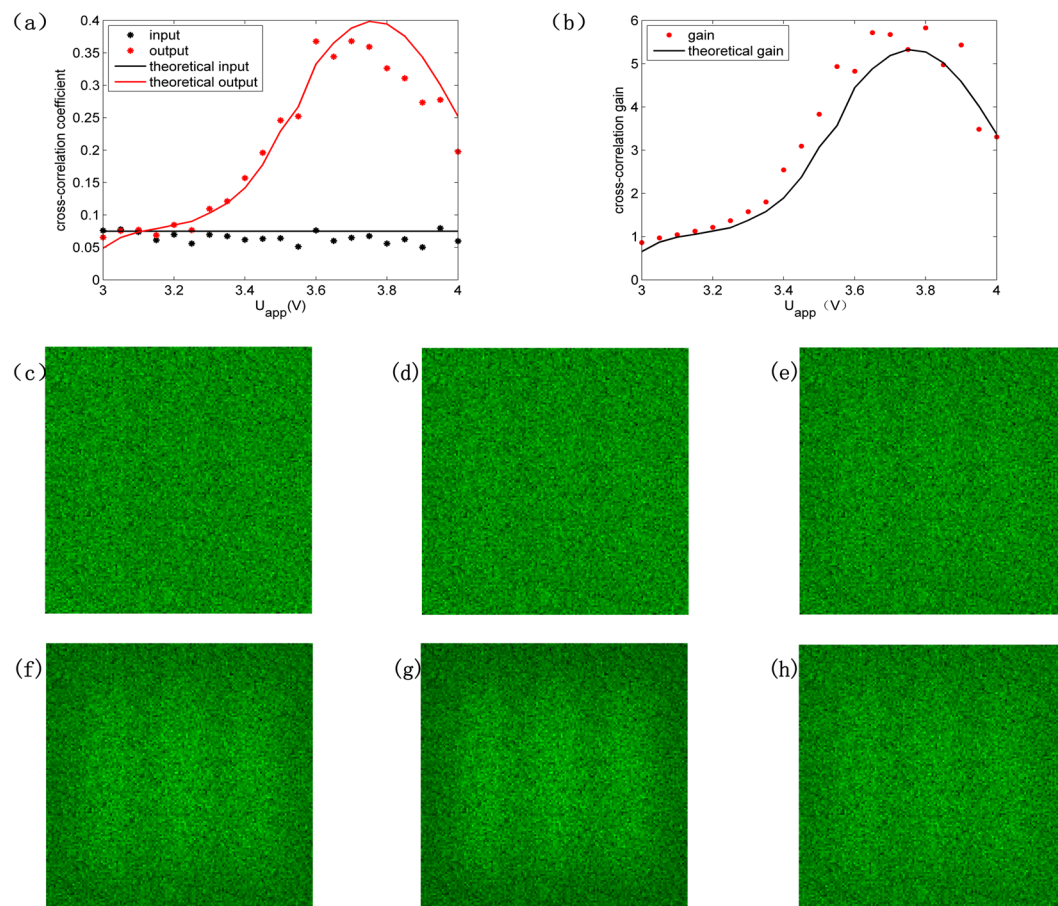 (a)
cross-correlation coefficient
0.4
0.35
0.3
0.25
0.2
0.15
0.1
0.05
0
3
3.2
3.4
3.6
3.8
4
U_app(V)
input
output
theoretical input
theoretical output
(b)
cross-correlation gain
6
5
4
3
2
1
0
3
3.2
3.4
3.6
3.8
4
U_app (V)
gain
theoretical gain
(c)
(d)
(e)
(f)
(g)
(h)